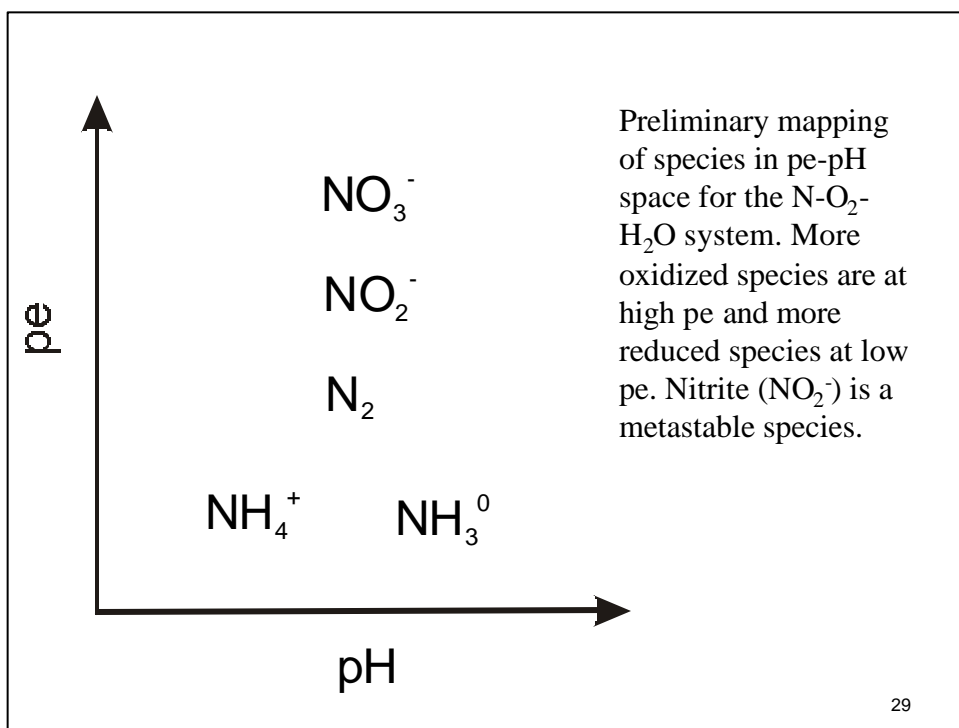 pe
NO₃⁻
NO₂⁻
N₂
NH₄⁺ NH₃⁰
pH
Preliminary mapping
of species in pe-pH
space for the N-O₂-
H₂O system. More
oxidized species are at
high pe and more
reduced species at low
pe. Nitrite (NO₂⁻) is a
metastable species.
29